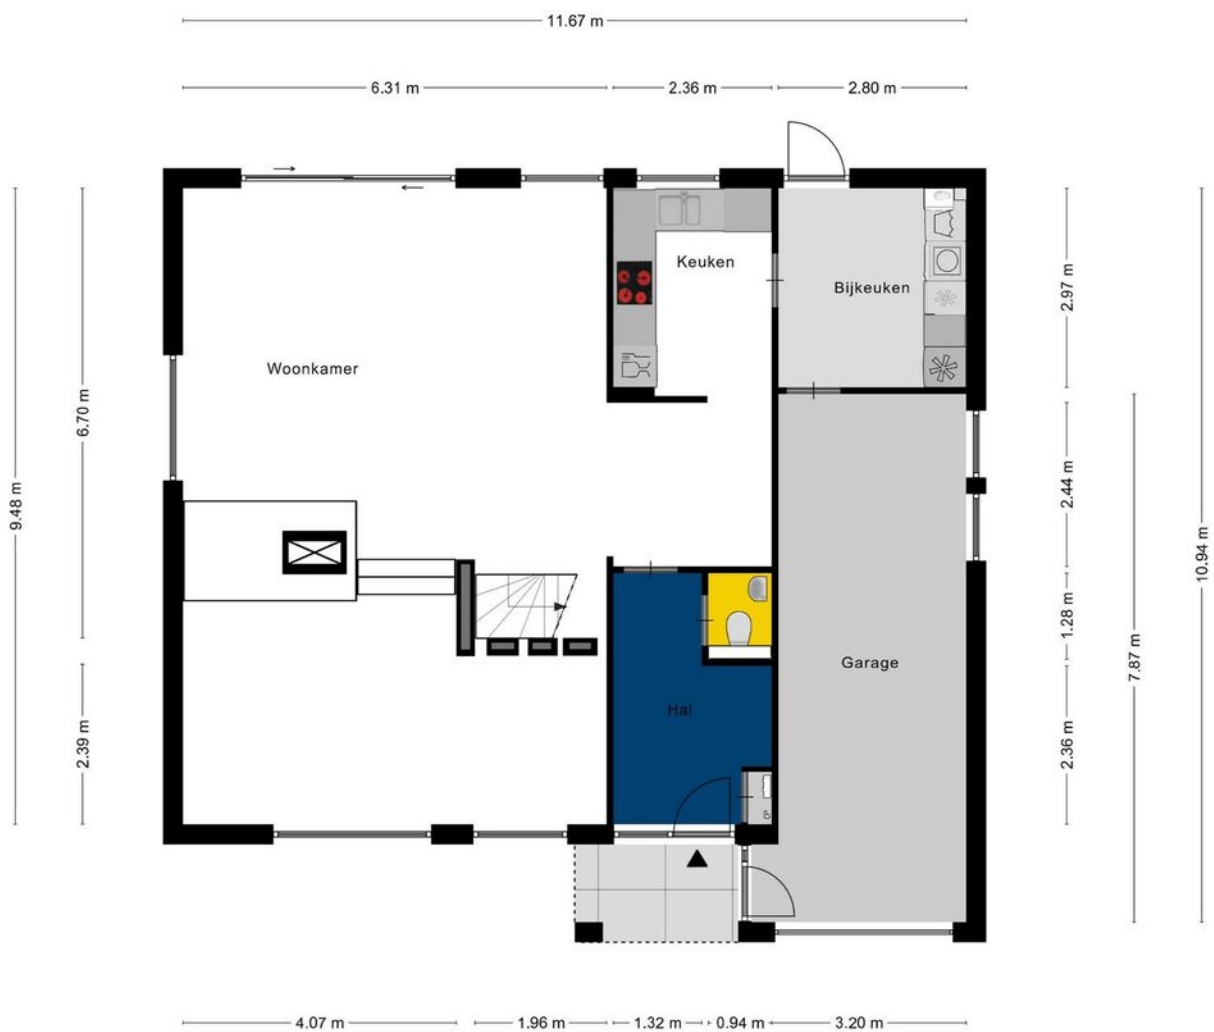 11.67 m
6.31 m
2.36 m
2.80 m
Keuken
Bijkeuken
2.97 m
Woonkamer
6.70 m
2.44 m
9.48 m
10.94 m
1.28 m
7.87 m
Garage
Hal
2.39 m
2.36 m
4.07 m
1.96 m
1.32 m
0.94 m
3.20 m